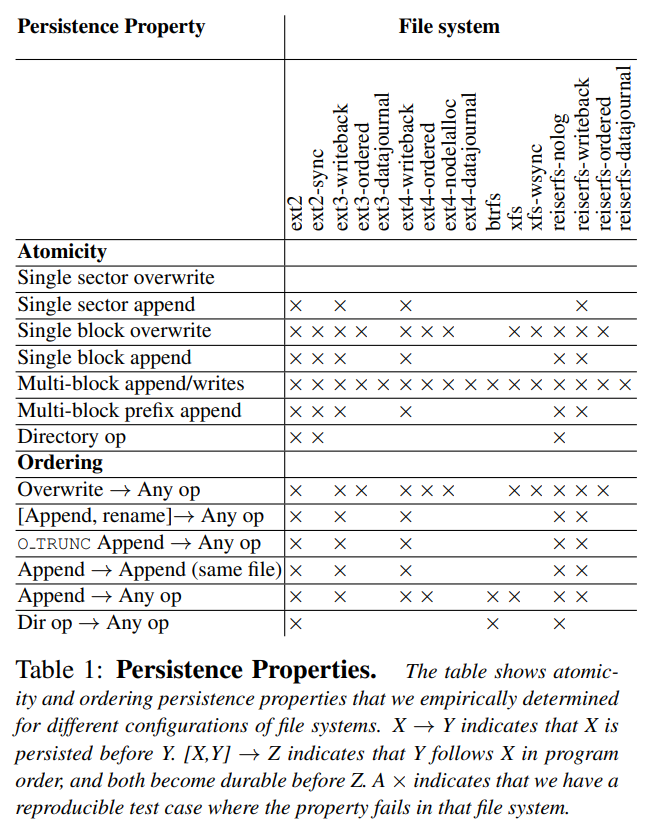 Persistence Property File system
ext2
ext2-sync
ext3-writeback
ext3-ordered
ext3-datajournal
ext4-writeback
ext4-ordered
ext4-nodelalloc
ext4-datajournal
btrfs
xfs
xfs-wsync
reiserfs-nolog
reiserfs-writeback
reiserfs-ordered
reiserfs-datajournal
Atomicity
Single sector overwrite
Single sector append × × × ×
Single block overwrite × × × × × × × × × × × ×
Single block append × × × × × ×
Multi-block append/writes × × × × × × × × × × × × × × × ×
Multi-block prefix append × × × × × ×
Directory op × × ×
Ordering
Overwrite → Any op × × × × × × × × × × ×
[Append, rename]→ Any op × × × × ×
O_TRUNC Append → Any op × × × × ×
Append → Append (same file) × × × × ×
Append → Any op × × × × × × × ×
Dir op → Any op × × ×
Table 1: Persistence Properties. The table shows atomic-
ity and ordering persistence properties that we empirically determined
for different configurations of file systems. X → Y indicates that X is
persisted before Y. [X,Y] → Z indicates that Y follows X in program
order, and both become durable before Z. A × indicates that we have a
reproducible test case where the property fails in that file system.